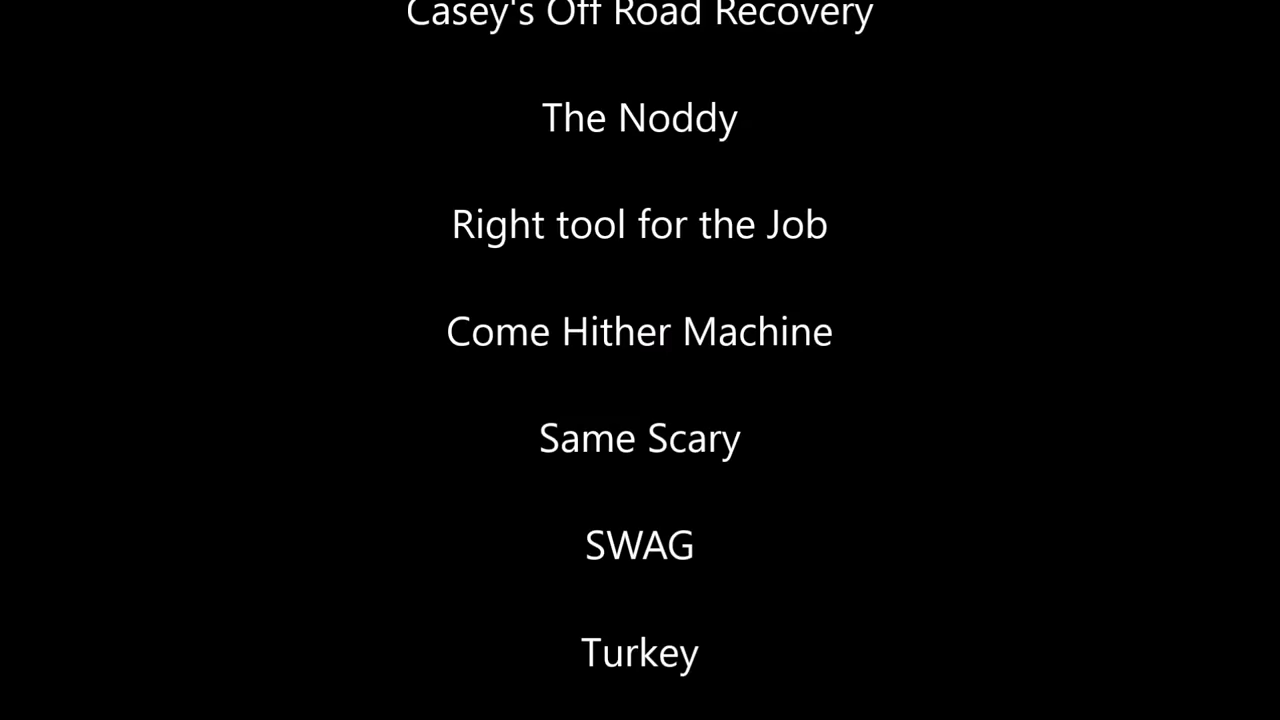 Casey's Off Road Recovery
The Noddy
Right tool for the Job
Come Hither Machine
Same Scary
SWAG
Turkey